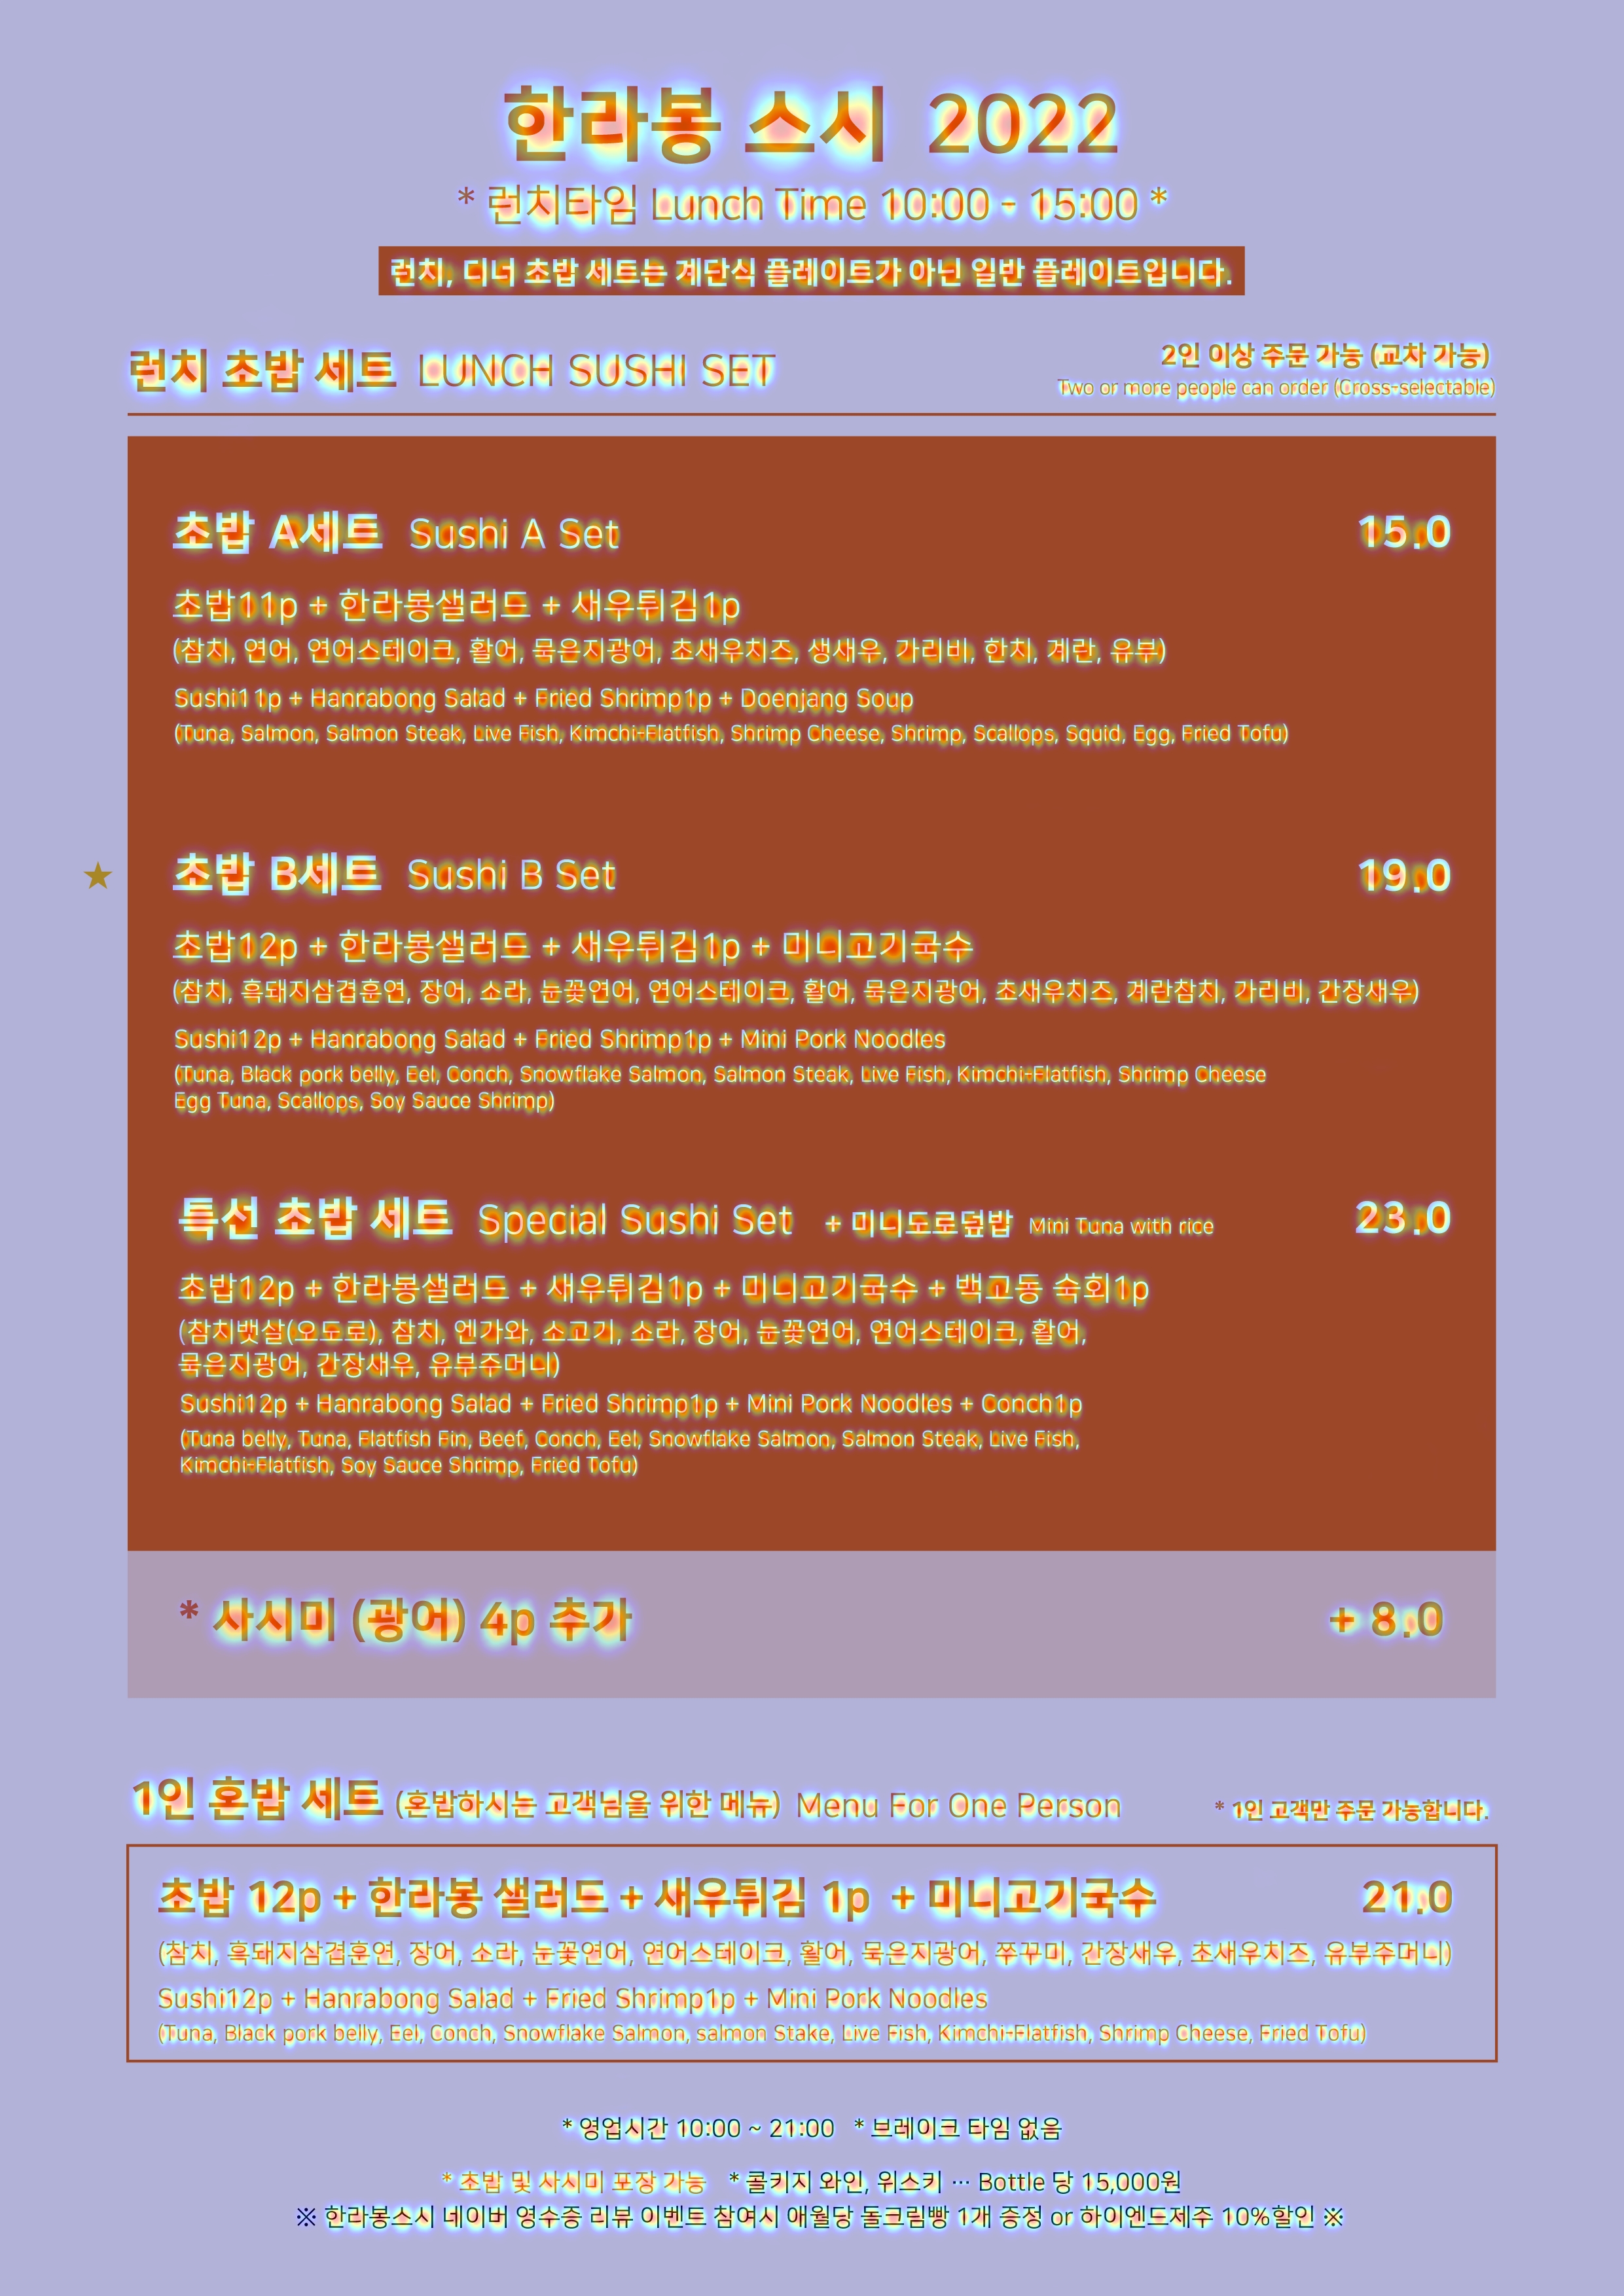 한라봉 스시 2022
* 런치타임 Lunch Time 10:00 - 15:00 *
런치, 디너 초밥 세트는 계단식 플레이트가 아닌 일반 플레이트입니다.
런치 초밥 세트 LUNCH SUSHI SET
2인 이상 주문 가능 (교차 가능)
Two or more people can order (Cross-selectable)
초밥 A세트 Sushi A Set 15.0
초밥11p + 한라봉샐러드 + 새우튀김1p
(참치, 연어, 연어스테이크, 활어, 묵은지광어, 초새우치즈, 생새우, 가리비, 한치, 계란, 유부)
Sushi11p + Hanrabong Salad + Fried Shrimp1p + Doenjang Soup
(Tuna, Salmon, Salmon Steak, Live Fish, Kimchi-Flatfish, Shrimp Cheese, Shrimp, Scallops, Squid, Egg, Fried Tofu)
★ 초밥 B세트 Sushi B Set 19.0
초밥12p + 한라봉샐러드 + 새우튀김1p + 미니고기국수
(참치, 흑돼지삼겹훈연, 장어, 소라, 눈꽃연어, 연어스테이크, 활어, 묵은지광어, 초새우치즈, 계란참치, 가리비, 간장새우)
Sushi12p + Hanrabong Salad + Fried Shrimp1p + Mini Pork Noodles
(Tuna, Black pork belly, Eel, Conch, Snowflake Salmon, Salmon Steak, Live Fish, Kimchi-Flatfish, Shrimp Cheese
Egg Tuna, Scallops, Soy Sauce Shrimp)
특선 초밥 세트 Special Sushi Set + 미니도로덮밥 Mini Tuna with rice 23.0
초밥12p + 한라봉샐러드 + 새우튀김1p + 미니고기국수 + 백고동 숙회1p
(참치뱃살(오도로), 참치, 엔가와, 소고기, 소라, 장어, 눈꽃연어, 연어스테이크, 활어,
묵은지광어, 간장새우, 유부주머니)
Sushi12p + Hanrabong Salad + Fried Shrimp1p + Mini Pork Noodles + Conch1p
(Tuna belly, Tuna, Flatfish Fin, Beef, Conch, Eel, Snowflake Salmon, Salmon Steak, Live Fish,
Kimchi-Flatfish, Soy Sauce Shrimp, Fried Tofu)
* 사시미 (광어) 4p 추가 + 8.0
1인 혼밥 세트 (혼밥하시는 고객님을 위한 메뉴) Menu For One Person
* 1인 고객만 주문 가능합니다.
초밥 12p + 한라봉 샐러드 + 새우튀김 1p + 미니고기국수 21.0
(참치, 흑돼지삼겹훈연, 장어, 소라, 눈꽃연어, 연어스테이크, 활어, 묵은지광어, 쭈꾸미, 간장새우, 초새우치즈, 유부주머니)
Sushi12p + Hanrabong Salad + Fried Shrimp1p + Mini Pork Noodles
(Tuna, Black pork belly, Eel, Conch, Snowflake Salmon, salmon Stake, Live Fish, Kimchi-Flatfish, Shrimp Cheese, Fried Tofu)
* 영업시간 10:00 ~ 21:00 * 브레이크 타임 없음
* 초밥 및 사시미 포장 가능 * 콜키지 와인, 위스키 ··· Bottle 당 15,000원
※ 한라봉스시 네이버 영수증 리뷰 이벤트 참여시 애월당 돌크림빵 1개 증정 or 하이엔드제주 10%할인 ※